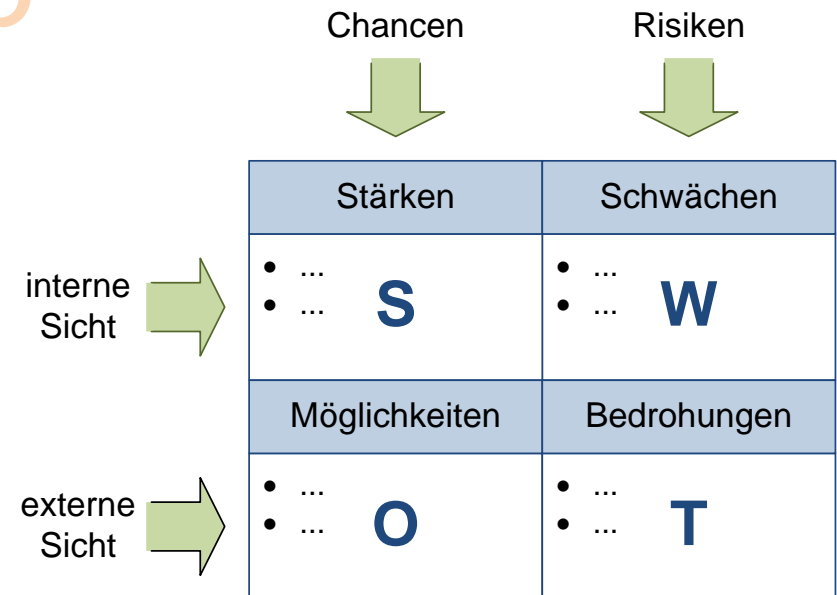 Chancen Risiken
Stärken Schwächen
interne
Sicht
• ... • ...
• ... • ...
S W
Möglichkeiten Bedrohungen
externe
Sicht
• ... • ...
• ... • ...
O T